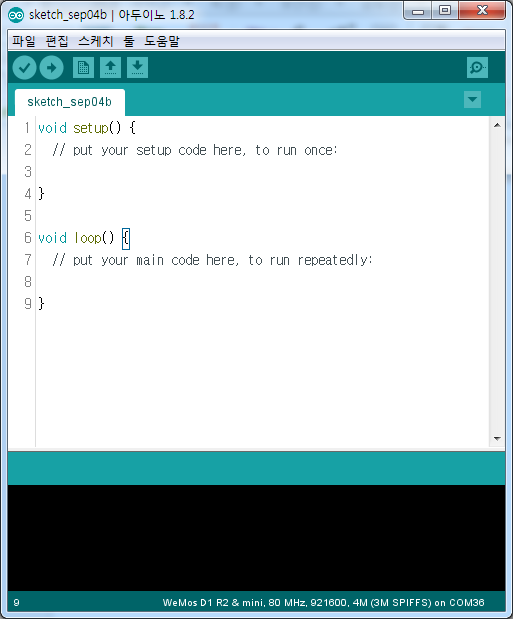 sketch_sep04b | 아두이노 1.8.2
파일 편집 스케치 툴 도움말
sketch_sep04b
1 void setup() {
2 // put your setup code here, to run once:
3
4 }
5
6 void loop() {
7 // put your main code here, to run repeatedly:
8
9 }
9 WeMos D1 R2 & mini, 80 MHz, 921600, 4M (3M SPIFFS) on COM36